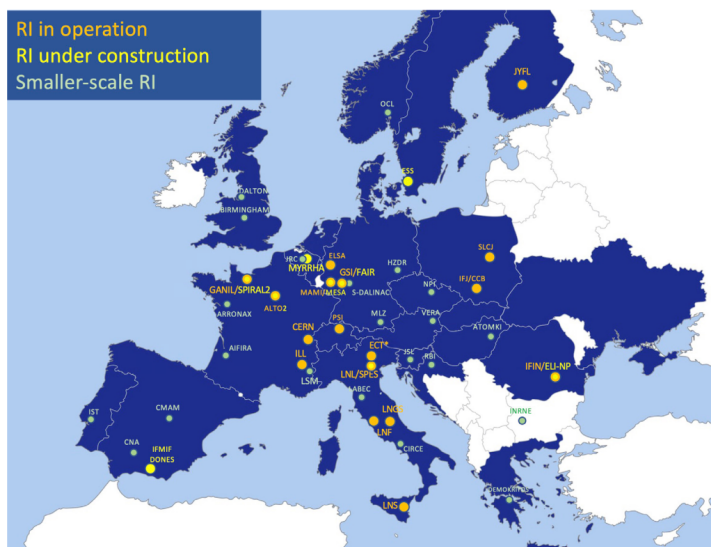 RI in operation
RI under construction
Smaller-scale RI
JYFL
OCL
ESS
DALTON
BIRMINGHAM
JRC
MYRRHA
ELSA
HZDR
SLCJ
GANIL/SPIRAL2
GSI/FAIR
MAMI/MESA
S-DALINAC
NPL
IFJ/CCB
ALTO2
ARRONAX
PSI
MLZ
VERA
ATOMKI
CERN
AIFIRA
ILL
ECT*
JSL
RBI
LSM
LNL/SPES
IFIN/ELI-NP
LABEC
IST
CMAM
LNGS
LNF
INRNE
CNA
IFMIF
DONES
CIRCE
DEMOKRITOS
LNS